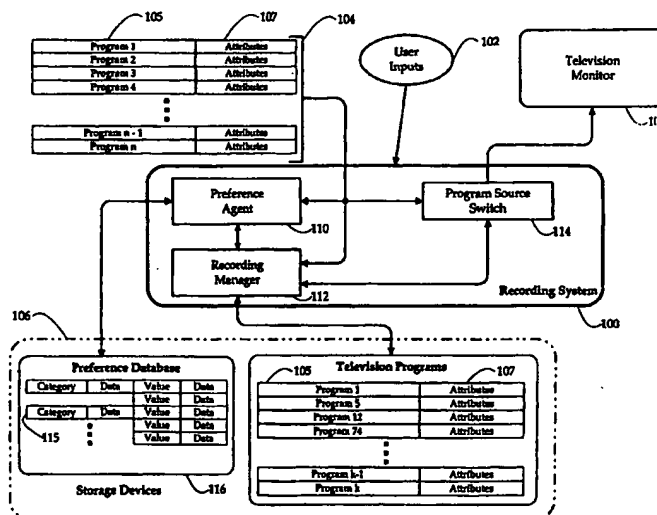 105
107
104
Program 1 Attributes
Program 2 Attributes
Program 3 Attributes
Program 4 Attributes
Program n - 1 Attributes
Program n Attributes
User Inputs
102
Television Monitor
10
Preference Agent
110
Program Source Switch
114
Recording Manager
112
Recording System
103
106
Preference Database
Category Data Value Data
Value Data
Category Data Value Data
Value Data
Value Data
115
Storage Devices
116
Television Programs
105
107
Program 1 Attributes
Program 5 Attributes
Program 12 Attributes
Program 74 Attributes
Program k-1 Attributes
Program k Attributes